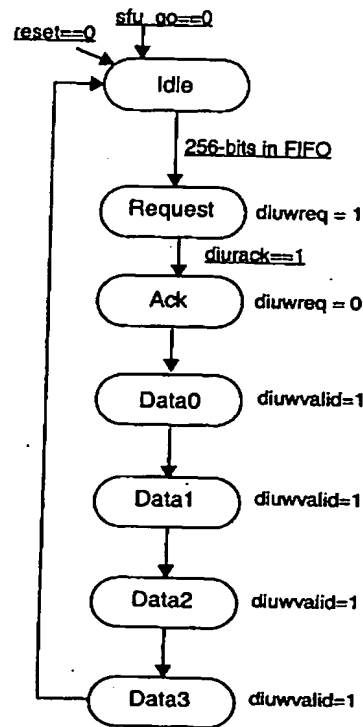 sfu_go==0
reset==0
Idle
256-bits in FIFO
Request diuwreq = 1
diurack==1
Ack diuwreq = 0
Data0 diuwvalid=1
Data1 diuwvalid=1
Data2 diuwvalid=1
Data3 diuwvalid=1